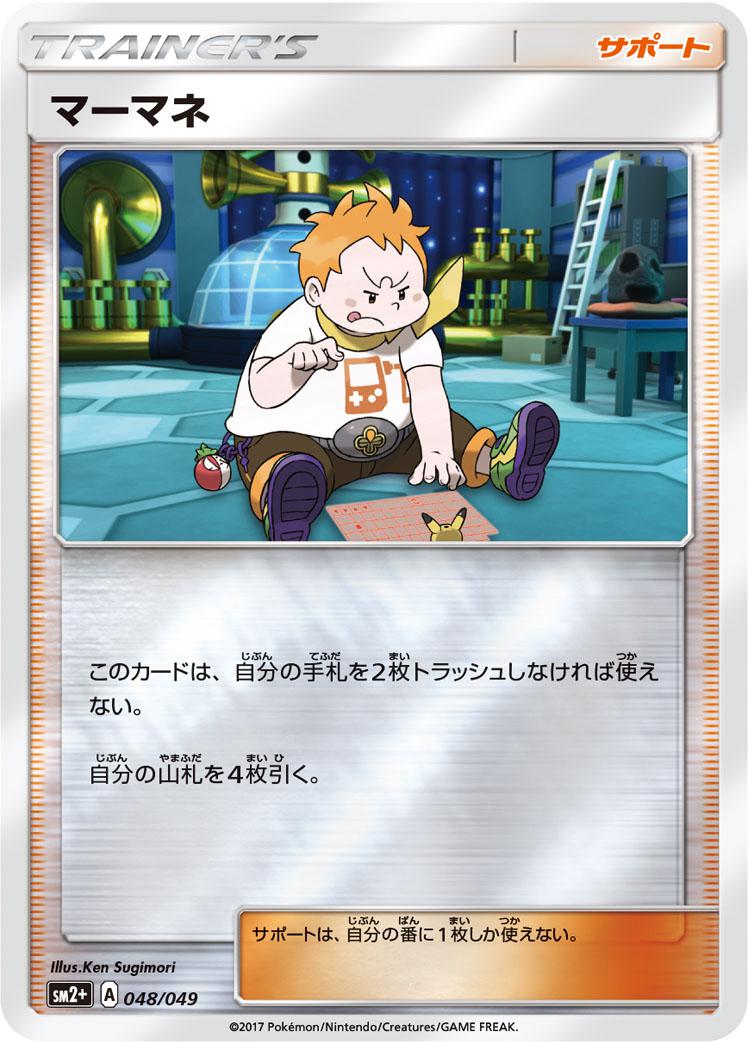 TRAINER'S
サポート
マーマネ
このカードは、自分の手札を2枚トラッシュしなければ使え
ない。
自分の山札を4枚引く。
サポートは、自分の番に1枚しか使えない。
Illus.Ken Sugimori
SM2+ A 048/049
©2017 Pokémon/Nintendo/Creatures/GAME FREAK.